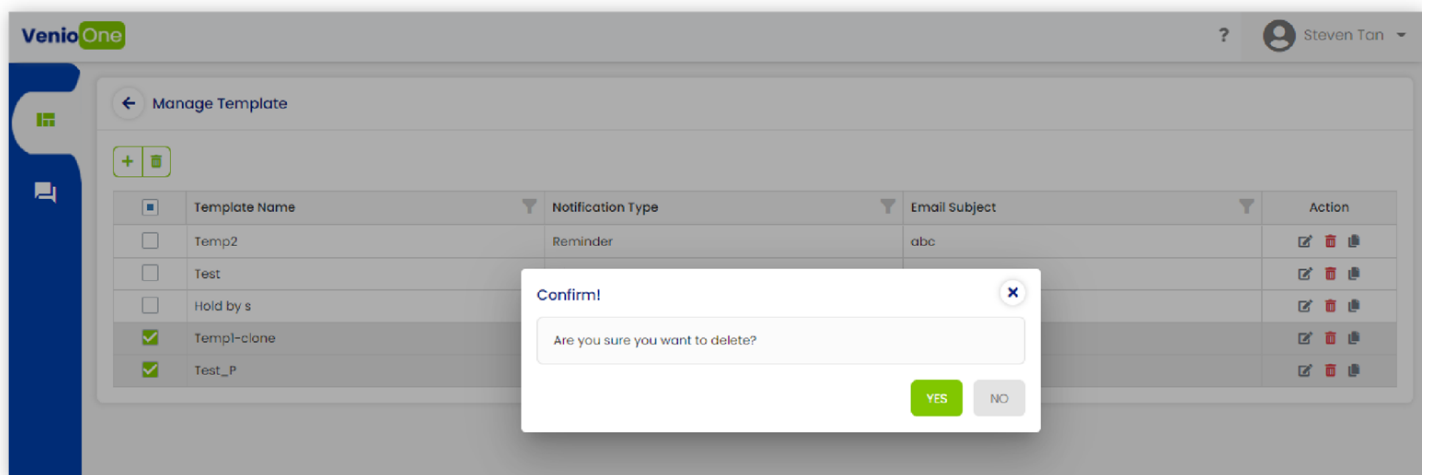 VenioOne
? Steven Tan
Manage Template
Template Name Notification Type Email Subject Action
Temp2 Reminder abc
Test
Hold by s
Temp1-clone
Test_P
Confirm!
Are you sure you want to delete?
YES NO